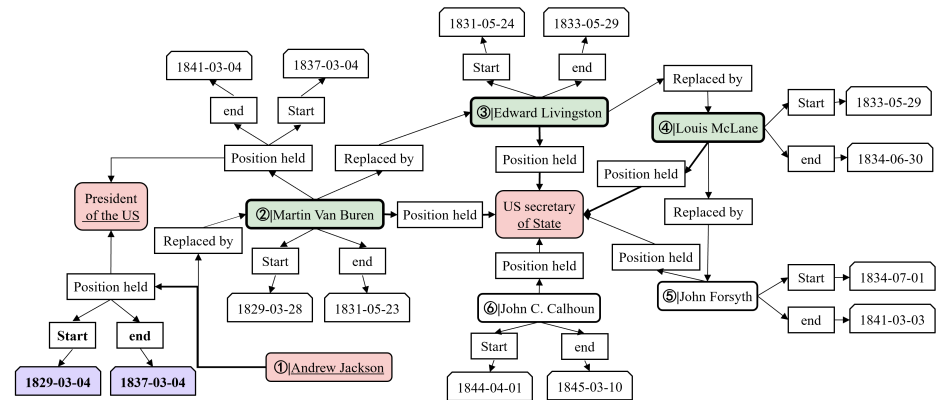 1831-05-24
1833-05-29
1841-03-04
1837-03-04
Start
end
Replaced by
end
Start
③|Edward Livingston
Start
1833-05-29
④|Louis McLane
Position held
Replaced by
Position held
end
1834-06-30
Position held
President
of the US
US secretary
of State
②|Martin Van Buren
Position held
Replaced by
Replaced by
Start
end
Position held
Position held
Start
1834-07-01
Position held
⑤|John Forsyth
1829-03-28
1831-05-23
⑥|John C. Calhoun
end
1841-03-03
Start
end
Start
end
①|Andrew Jackson
1829-03-04
1837-03-04
1844-04-01
1845-03-10